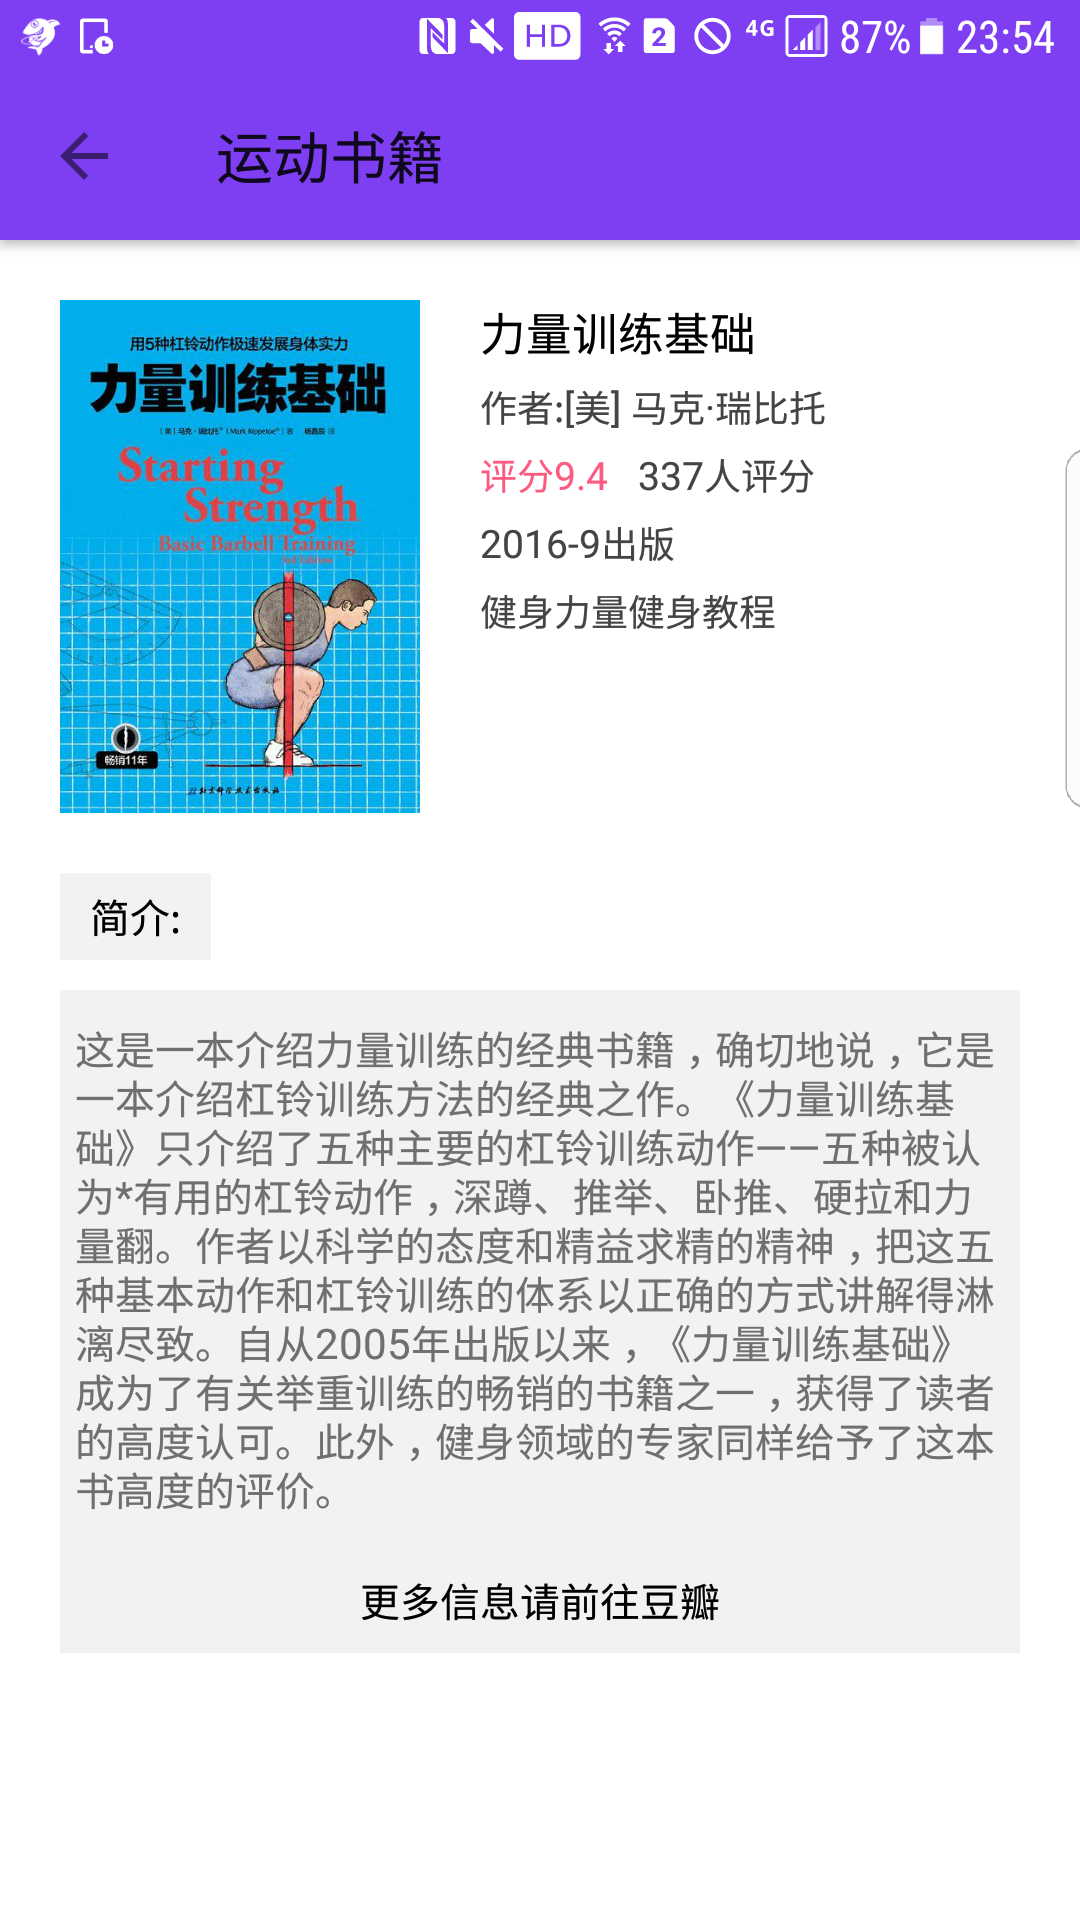 HD 2 4G 87% 23:54
运动书籍
用5种杠铃动作极速发展身体实力
力量训练基础
[美]马克·瑞比托 (Mark Rippetoe) 著 杨嘉辰 译
Starting
Strength
Basic Barbell Training
3rd Edition
畅销11年
北京科学技术出版社
力量训练基础
作者:[美] 马克·瑞比托
评分9.4 337人评分
2016-9出版
健身力量健身教程
简介:
这是一本介绍力量训练的经典书籍，确切地说，它是
一本介绍杠铃训练方法的经典之作。《力量训练基
础》只介绍了五种主要的杠铃训练动作——五种被认
为*有用的杠铃动作，深蹲、推举、卧推、硬拉和力
量翻。作者以科学的态度和精益求精的精神，把这五
种基本动作和杠铃训练的体系以正确的方式讲解得淋
漓尽致。自从2005年出版以来，《力量训练基础》
成为了有关举重训练的畅销的书籍之一，获得了读者
的高度认可。此外，健身领域的专家同样给予了这本
书高度的评价。
更多信息请前往豆瓣